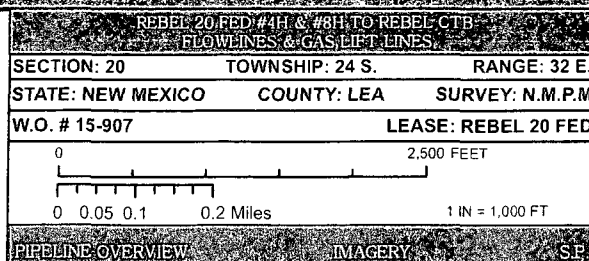 REBEL 20 FED #4H & #8H TO REBEL CTB
FLOWLINES & GAS LIFT LINES
SECTION: 20 TOWNSHIP: 24 S. RANGE: 32 E.
STATE: NEW MEXICO COUNTY: LEA SURVEY: N.M.P.M
W.O. # 15-907 LEASE: REBEL 20 FED
0 2,500 FEET
0 0.05 0.1 0.2 Miles 1 IN = 1,000 FT
PIPELINE OVERVIEW IMAGERY S.P.